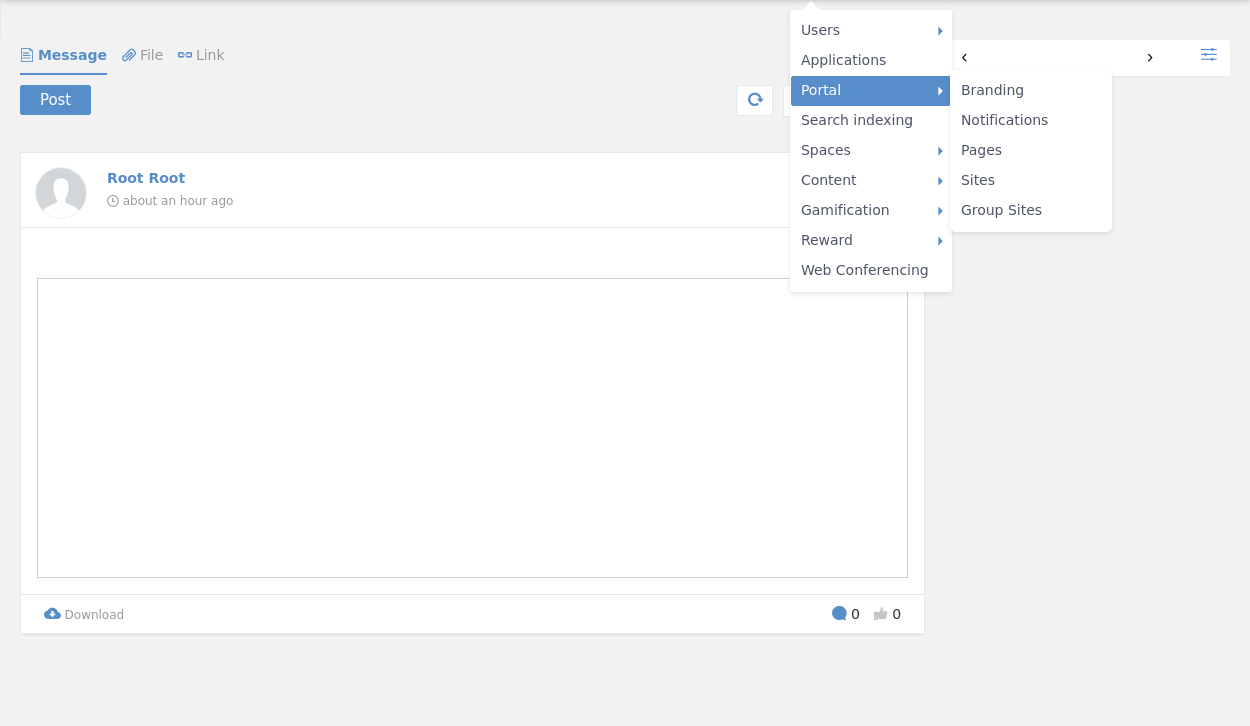 Message File Link
Post
Root Root
about an hour ago
Download
0 0
Users
Applications
Portal
Search indexing
Spaces
Content
Gamification
Reward
Web Conferencing
Branding
Notifications
Pages
Sites
Group Sites